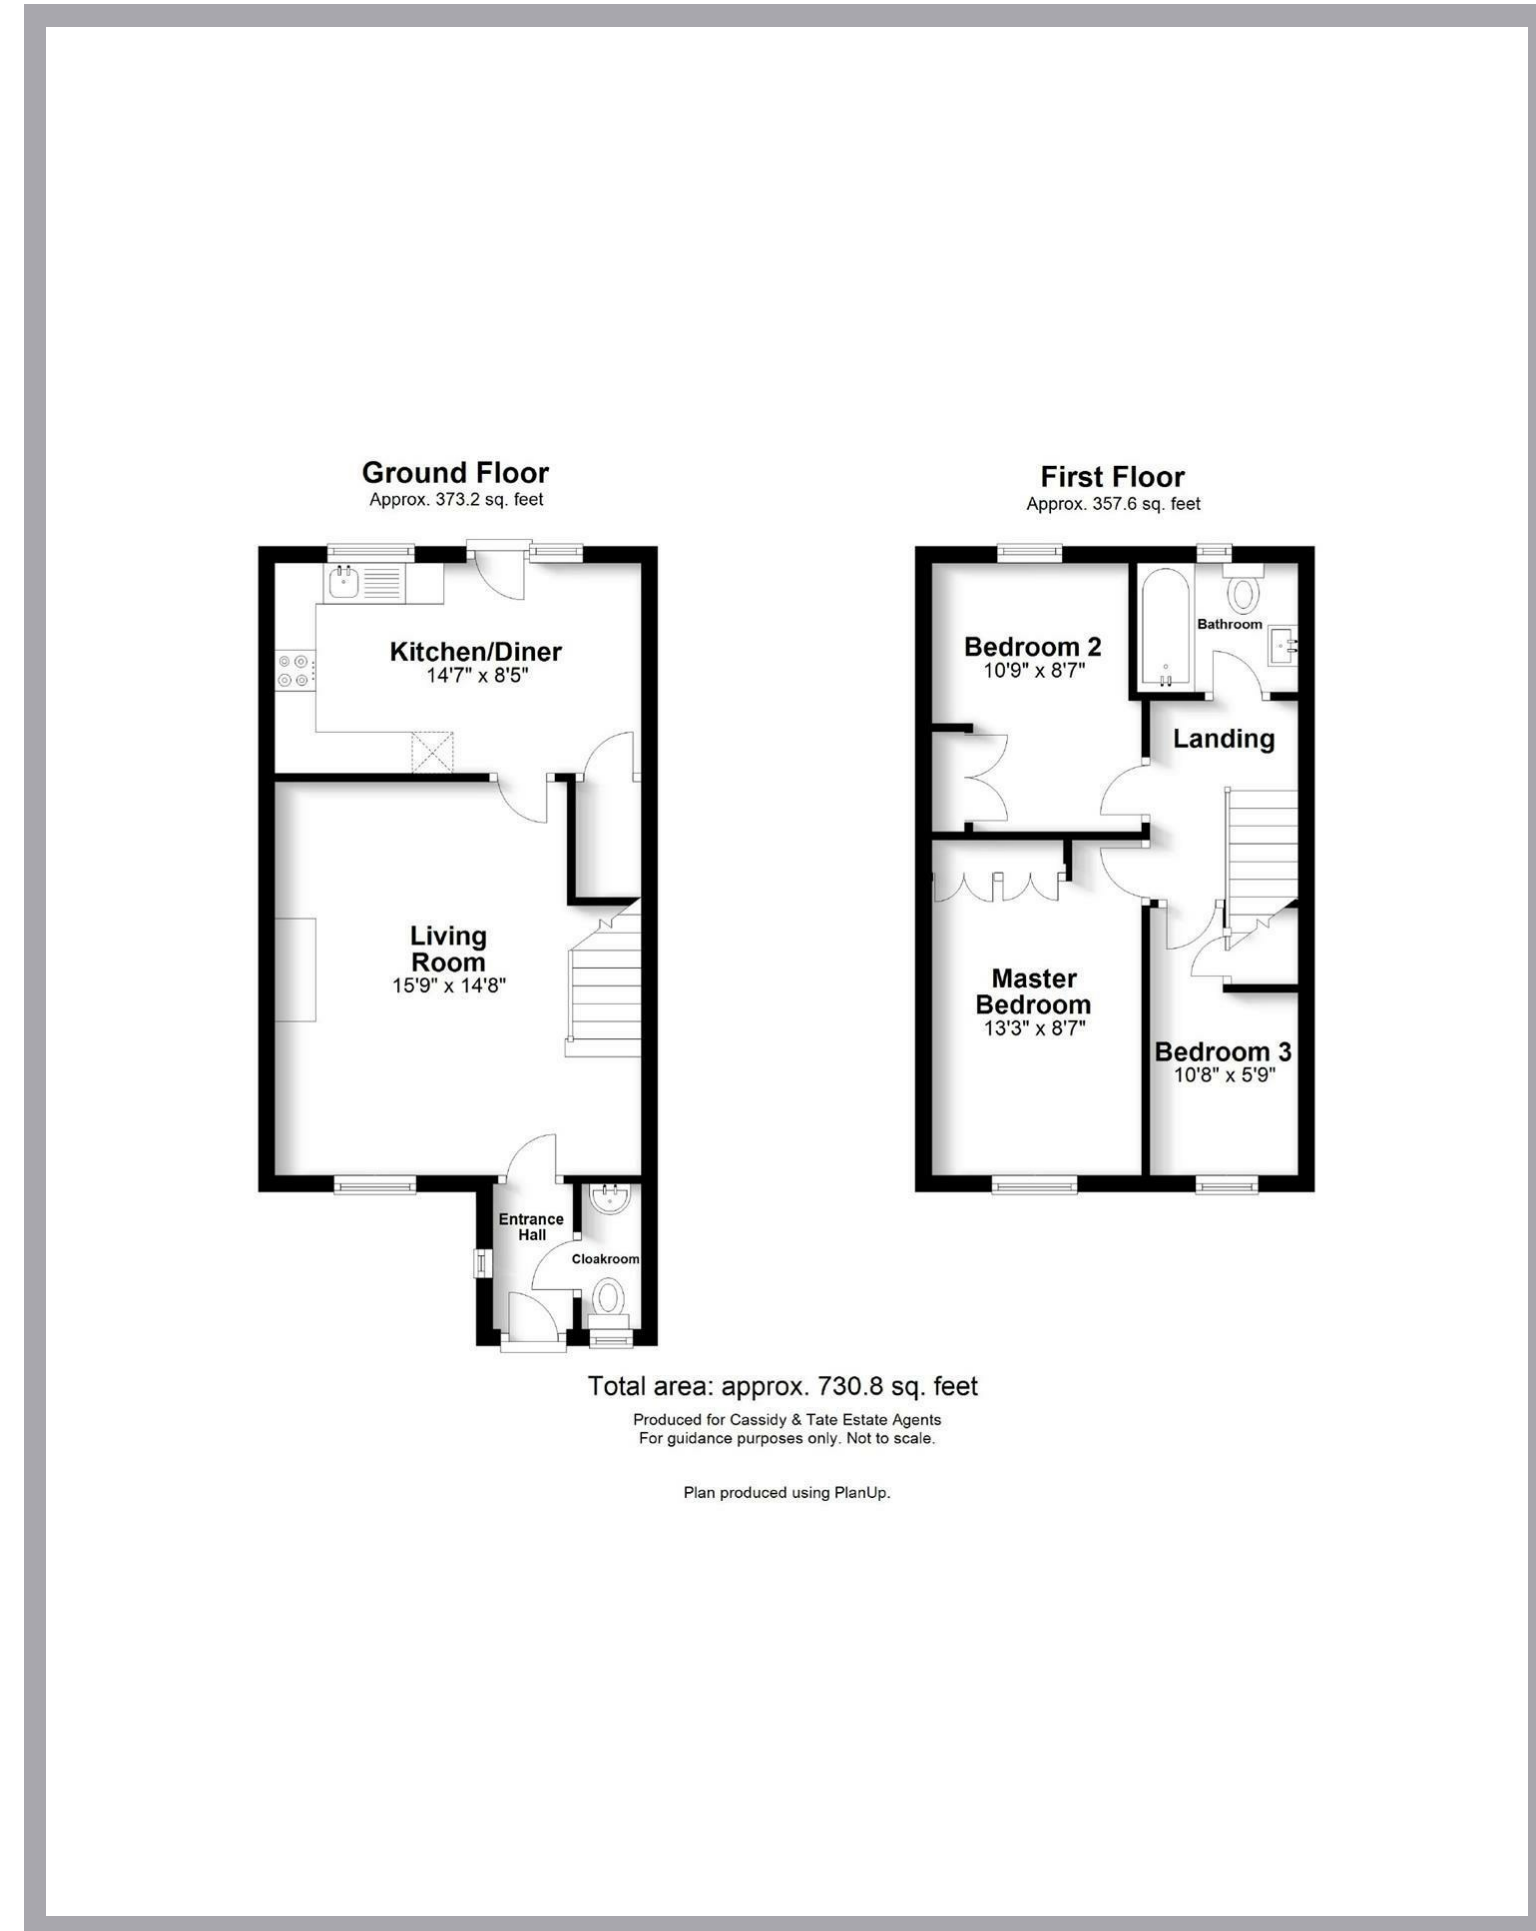 Ground Floor
Approx. 373.2 sq. feet
Kitchen/Diner
14'7" x 8'5"
Living
Room
15'9" x 14'8"
Entrance
Hall
Cloakroom
First Floor
Approx. 357.6 sq. feet
Bedroom 2
10'9" x 8'7"
Bathroom
Landing
Master
Bedroom
13'3" x 8'7"
Bedroom 3
10'8" x 5'9"
Total area: approx. 730.8 sq. feet
Produced for Cassidy & Tate Estate Agents
For guidance purposes only. Not to scale.
Plan produced using PlanUp.